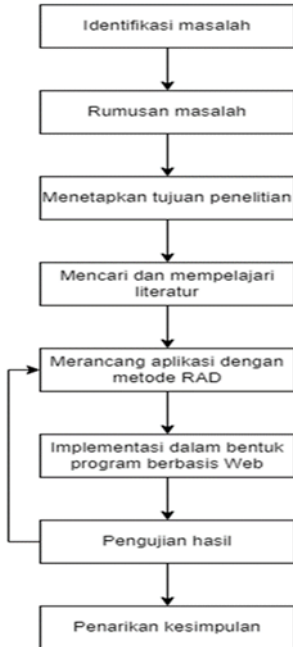 Identifikasi masalah
Rumusan masalah
Menetapkan tujuan penelitian
Mencari dan mempelajari
literatur
Merancang aplikasi dengan
metode RAD
Implementasi dalam bentuk
program berbasis Web
Pengujian hasil
Penarikan kesimpulan